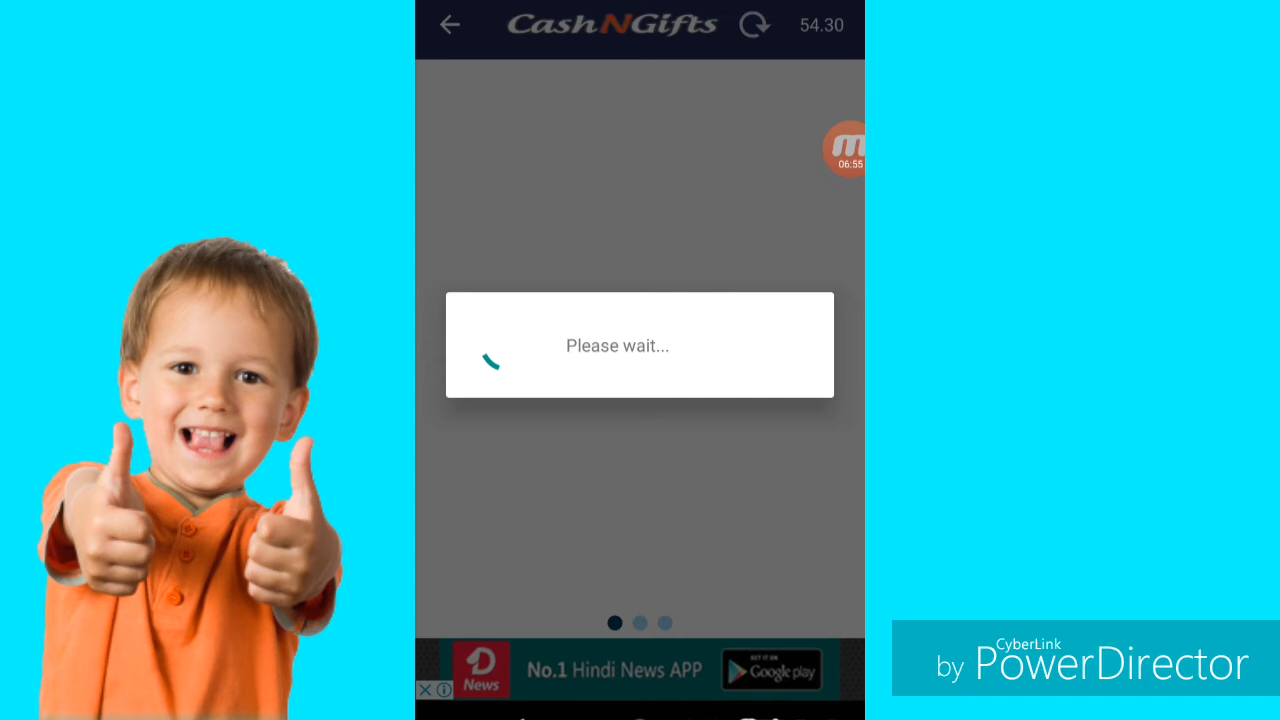 CashNGifts 54.30
m
06:55
Please wait...
D
News
No.1 Hindi News APP
GET IT ON
Google play
CyberLink
by PowerDirector